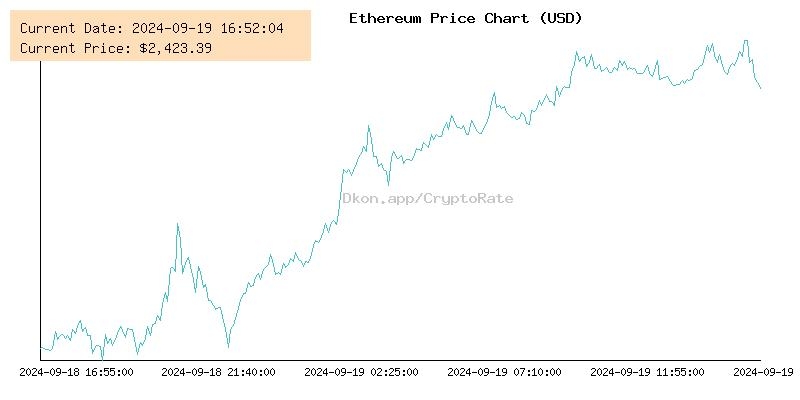 Ethereum Price Chart (USD)
Current Date: 2024-09-19 16:52:04
Current Price: $2,423.39
Dkon.app/CryptoRate
2024-09-18 16:55:00 2024-09-18 21:40:00 2024-09-19 02:25:00 2024-09-19 07:10:00 2024-09-19 11:55:00 2024-09-19